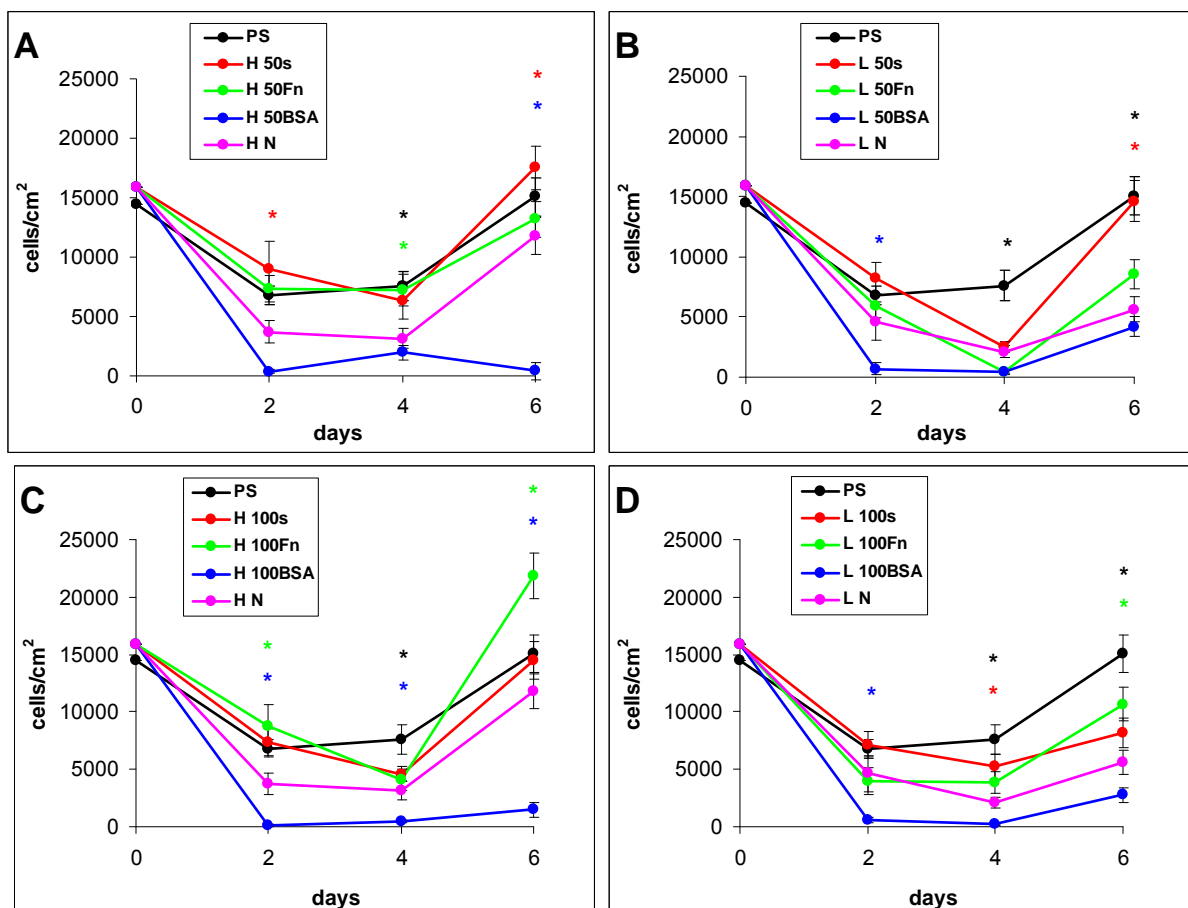 A
PS
H 50s
H 50Fn
H 50BSA
H N
25000
20000
15000
10000
5000
0
cells/cm²
0 2 4 6
days
* * * * * *
B
PS
L 50s
L 50Fn
L 50BSA
L N
25000
20000
15000
10000
5000
0
cells/cm²
0 2 4 6
days
* * * *
C
PS
H 100s
H 100Fn
H 100BSA
H N
25000
20000
15000
10000
5000
0
cells/cm²
0 2 4 6
days
* * * * * *
D
PS
L 100s
L 100Fn
L 100BSA
L N
25000
20000
15000
10000
5000
0
cells/cm²
0 2 4 6
days
* * * * *